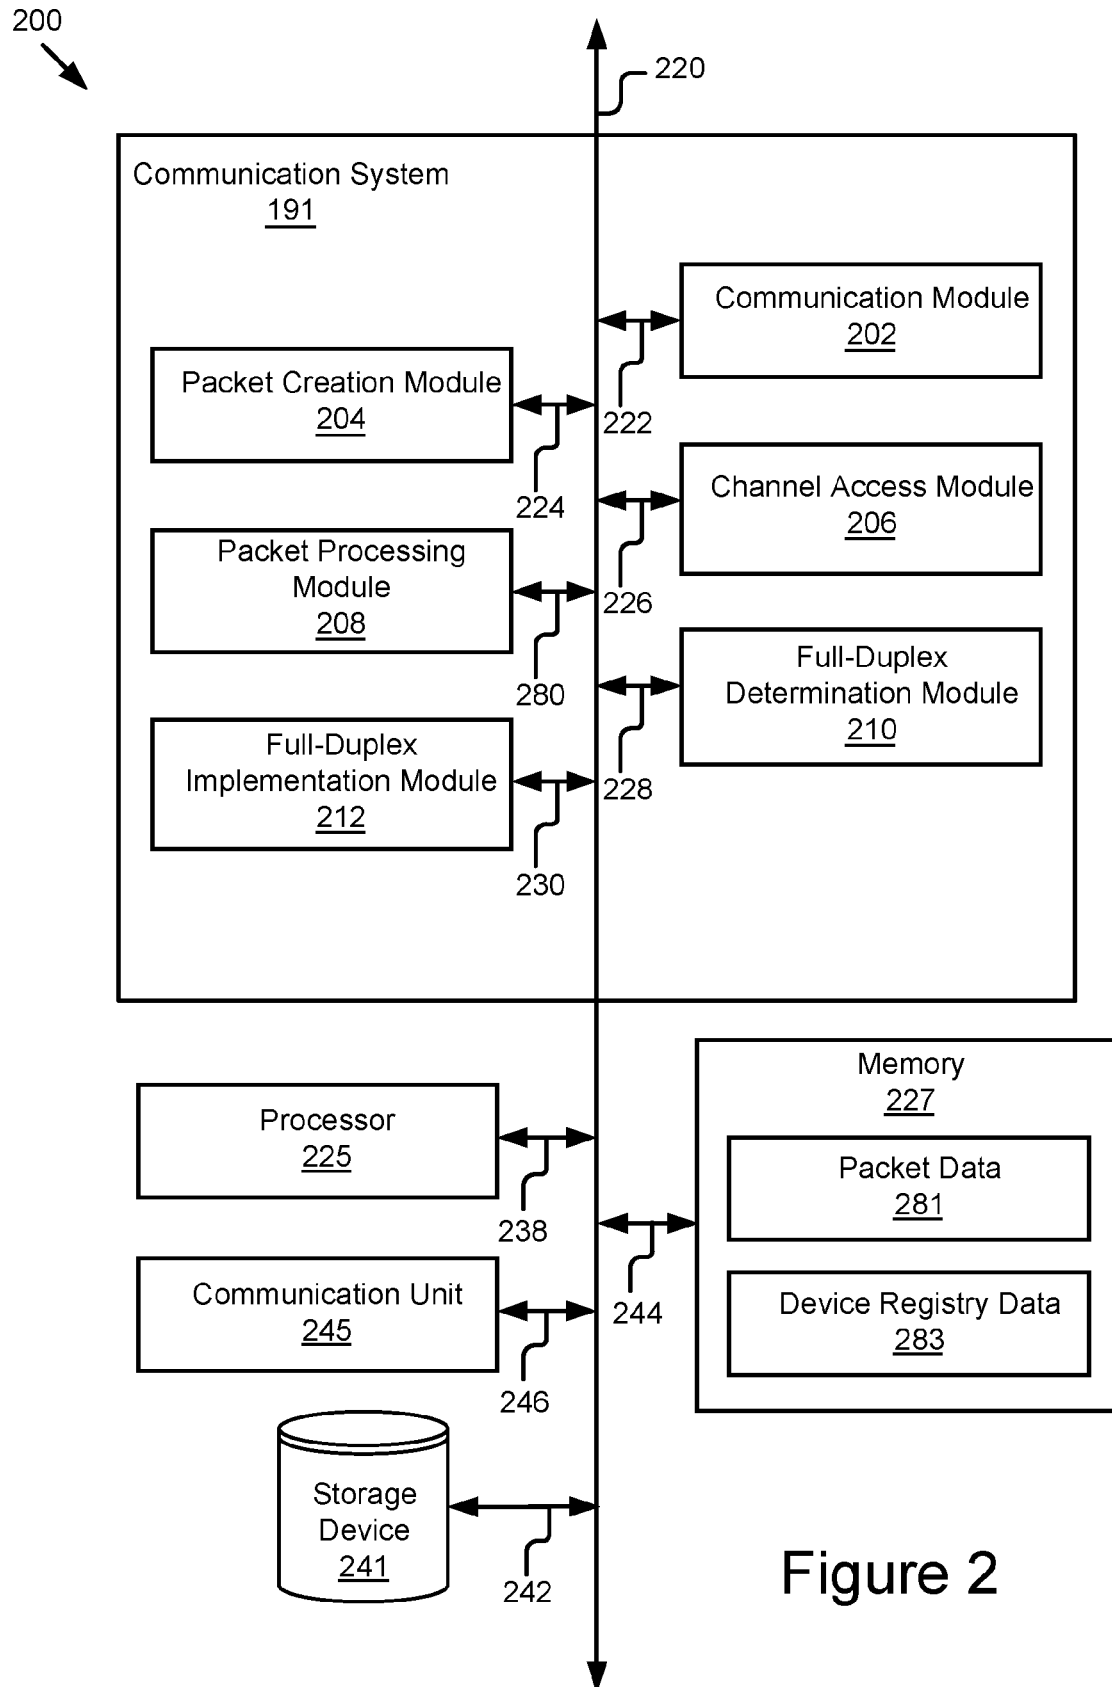 200
220
Communication System
191
Communication Module
202
222
Packet Creation Module
204
224
Channel Access Module
206
226
Packet Processing
Module
208
280
Full-Duplex
Determination Module
210
228
Full-Duplex
Implementation Module
212
230
Memory
227
Processor
225
238
Packet Data
281
244
Communication Unit
245
246
Device Registry Data
283
Storage
Device
241
242
Figure 2